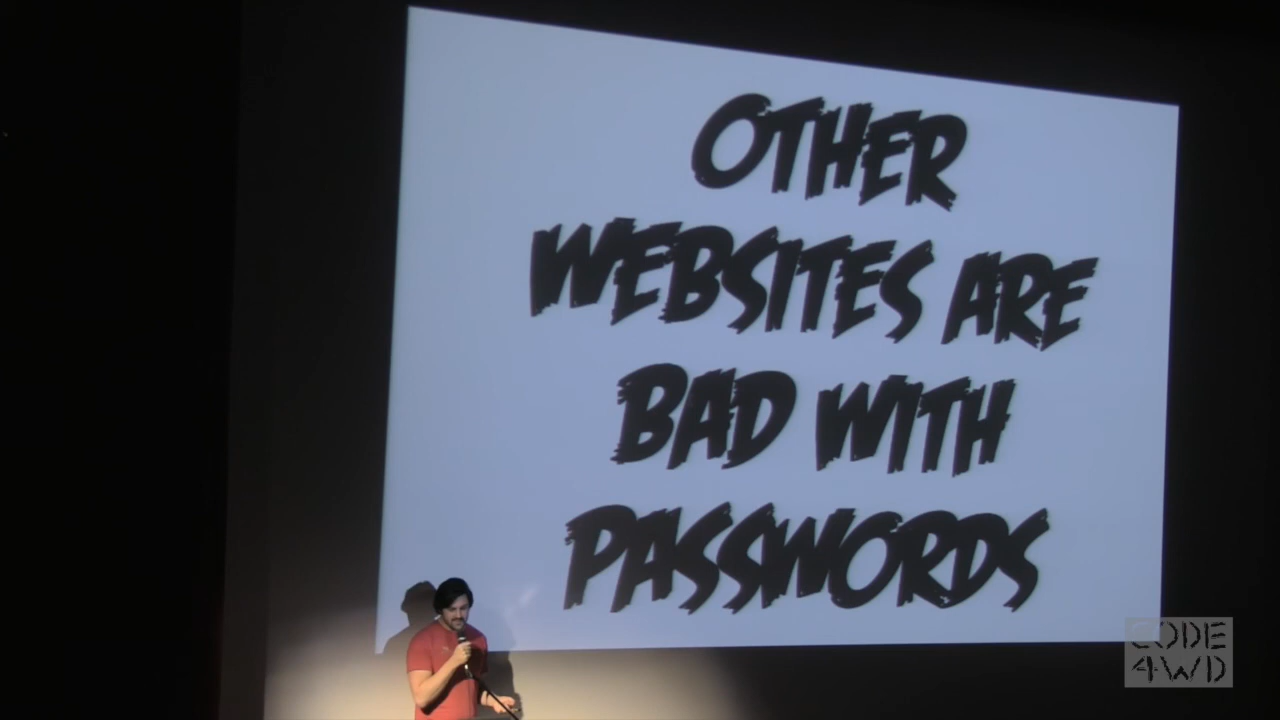 OTHER
WEBSITES ARE
BAD WITH
PASSWORDS
CODE
4WD